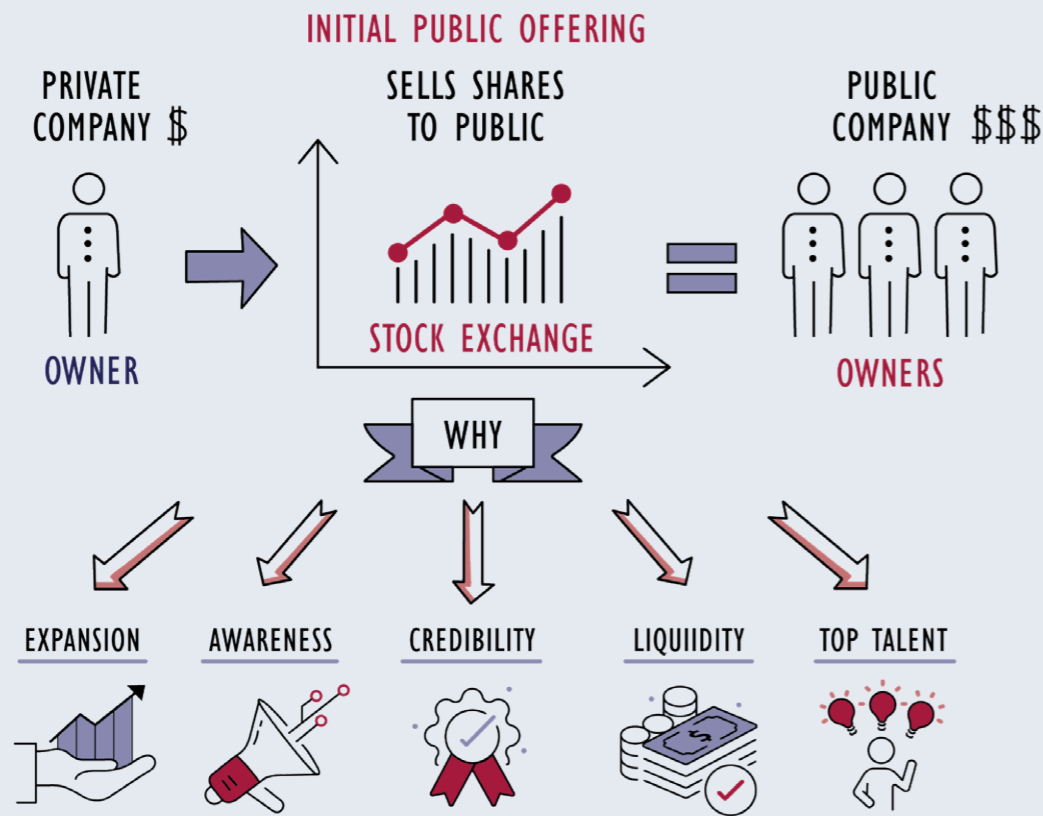 INITIAL PUBLIC OFFERING
PRIVATE
COMPANY $
SELLS SHARES
TO PUBLIC
PUBLIC
COMPANY $$$
STOCK EXCHANGE
OWNER
OWNERS
WHY
EXPANSION
AWARENESS
CREDIBILITY
LIQUIIDITY
TOP TALENT
$